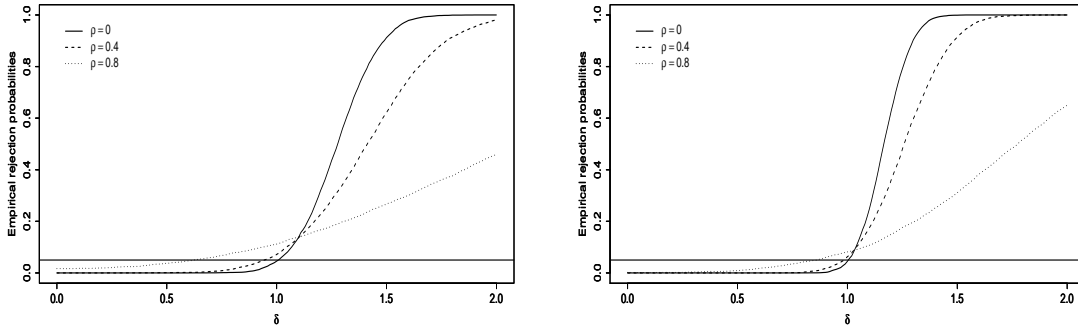 Empirical rejection probabilities
1.0
0.8
0.6
0.4
0.2
0.0
ρ = 0
ρ = 0.4
ρ = 0.8
0.0 0.5 1.0 1.5 2.0
δ
Empirical rejection probabilities
1.0
0.8
0.6
0.4
0.2
0.0
ρ = 0
ρ = 0.4
ρ = 0.8
0.0 0.5 1.0 1.5 2.0
δ